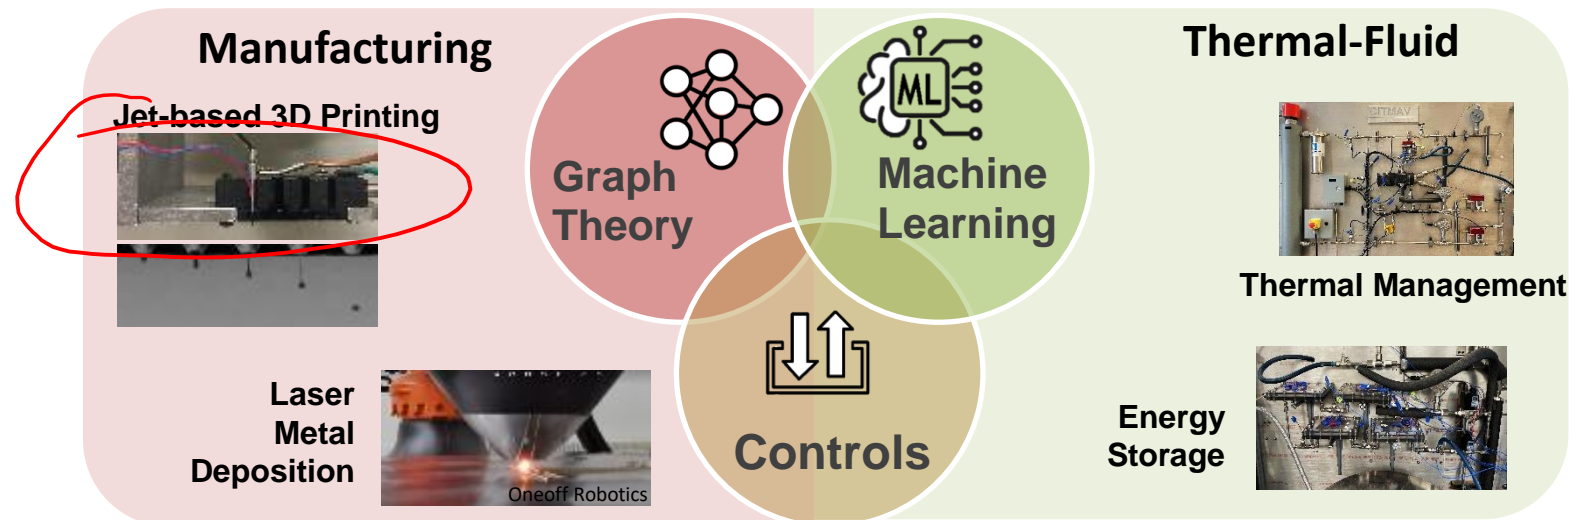 Manufacturing
Thermal-Fluid
Jet-based 3D Printing
ML
Graph
Theory
Machine
Learning
Thermal Management
Laser
Metal
Deposition
Oneoff Robotics
Controls
Energy
Storage